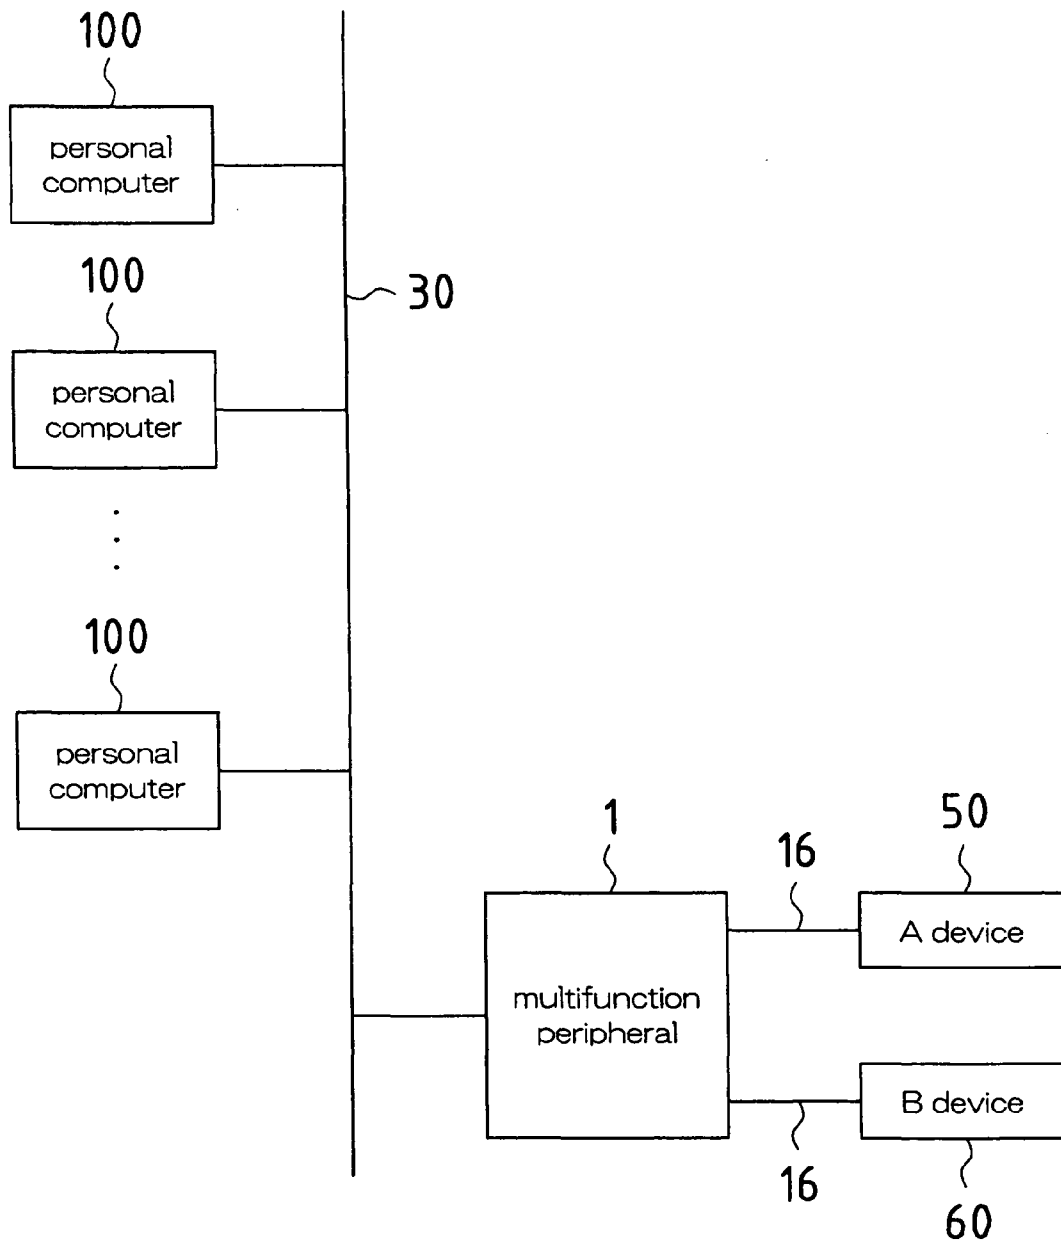 100
personal
computer
100
personal
computer
30
100
personal
computer
1
16
50
A device
multifunction
peripheral
B device
16
60